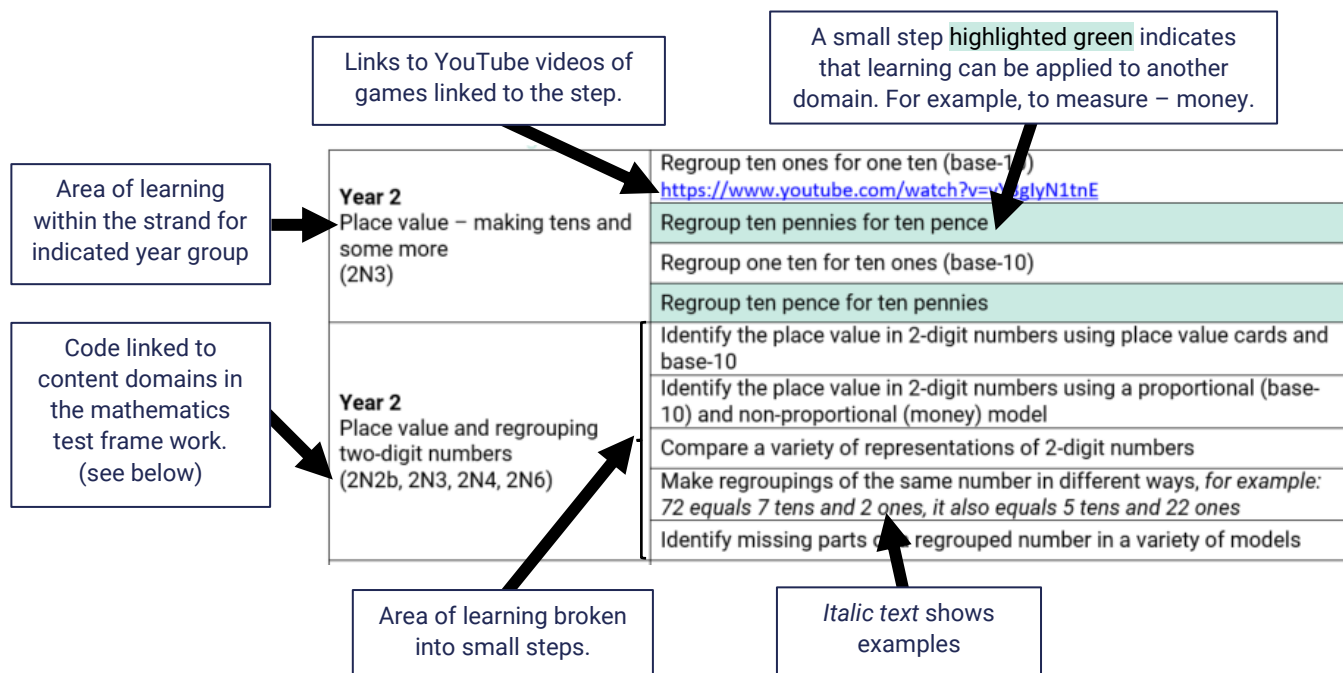 Links to YouTube videos of
games linked to the step.
A small step highlighted green indicates
that learning can be applied to another
domain. For example, to measure – money.
Area of learning
within the strand for
indicated year group
Code linked to
content domains in
the mathematics
test frame work.
(see below)
Year 2
Place value – making tens and
some more
(2N3)
Regroup ten ones for one ten
Regroup ten pennies for ten pence
Regroup one ten for ten ones (base-10)
Regroup ten pence for ten pennies
Year 2
Place value and regrouping
two-digit numbers
(2N2b, 2N3, 2N4, 2N6)
Identify the place value in 2-digit numbers using place value cards and
base-10
Identify the place value in 2-digit numbers using a proportional (base-
10) and non-proportional (money) model
Compare a variety of representations of 2-digit numbers
Make regroupings of the same number in different ways, for example:
72 equals 7 tens and 2 ones, it also equals 5 tens and 22 ones
Identify missing parts regrouped number in a variety of models
Area of learning broken
into small steps.
Italic text shows
examples